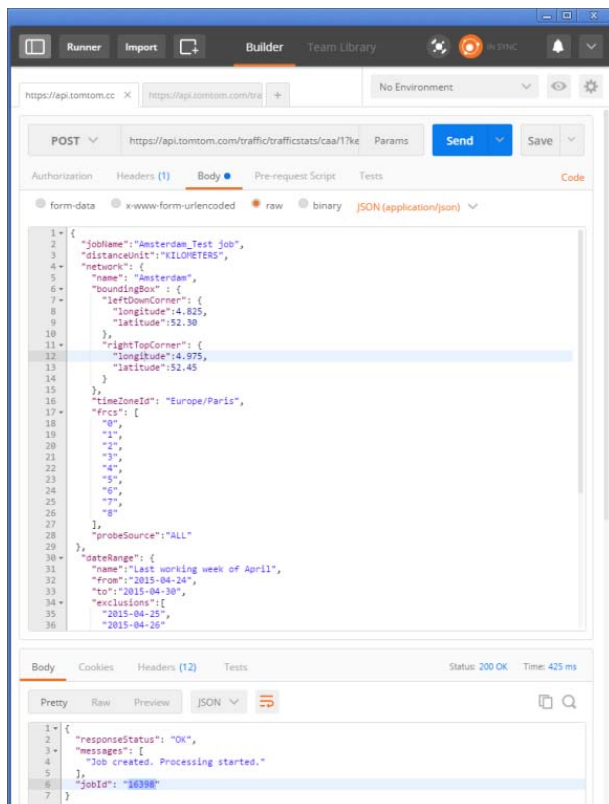 Runner Import Builder Team Library IN SYNC
https://api.tomtom.cc × https://api.tomtom.com/tra + No Environment
POST https://api.tomtom.com/traffic/trafficstats/caa/1?ke Params Send Save
Authorization Headers (1) Body Pre-request Script Tests Code
form-data x-www-form-urlencoded raw binary JSON (application/json)
1 {
2 "jobName":"Amsterdam_Test job",
3 "distanceUnit":"KILOMETERS",
4 "network": {
5 "name": "Amsterdam",
6 "boundingBox" : {
7 "leftDownCorner": {
8 "longitude":4.825,
9 "latitude":52.30
10 },
11 "rightTopCorner": {
12 "longitude":4.975,
13 "latitude":52.45
14 }
15 },
16 "timeZoneId": "Europe/Paris",
17 "frcs": [
18 "0",
19 "1",
20 "2",
21 "3",
22 "4",
23 "5",
24 "6",
25 "7",
26 "8"
27 ],
28 "probeSource":"ALL"
29 },
30 "dateRange": {
31 "name":"Last working week of April",
32 "from":"2015-04-24",
33 "to":"2015-04-30",
34 "exclusions":[
35 "2015-04-25",
36 "2015-04-26"
Body Cookies Headers (12) Tests Status: 200 OK Time: 425 ms
Pretty Raw Preview JSON
1 {
2 "responseStatus": "OK",
3 "messages": [
4 "Job created. Processing started."
5 ],
6 "jobId": "16398"
7 }